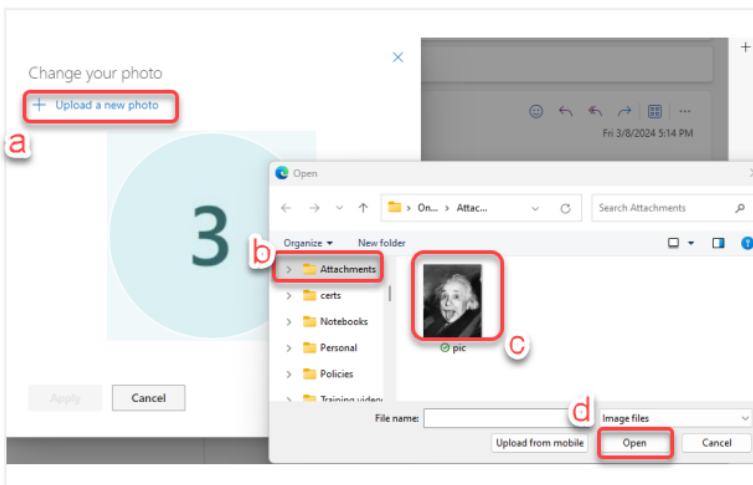 Change your photo
+ Upload a new photo
a
Fri 3/8/2024 5:14 PM
3
Open
On... > Attac...
Search Attachments
Organize
New folder
b
Attachments
certs
Notebooks
Personal
Policies
Training videos
pic
c
Apply
Cancel
d
File name:
Image files
Upload from mobile
Open
Cancel